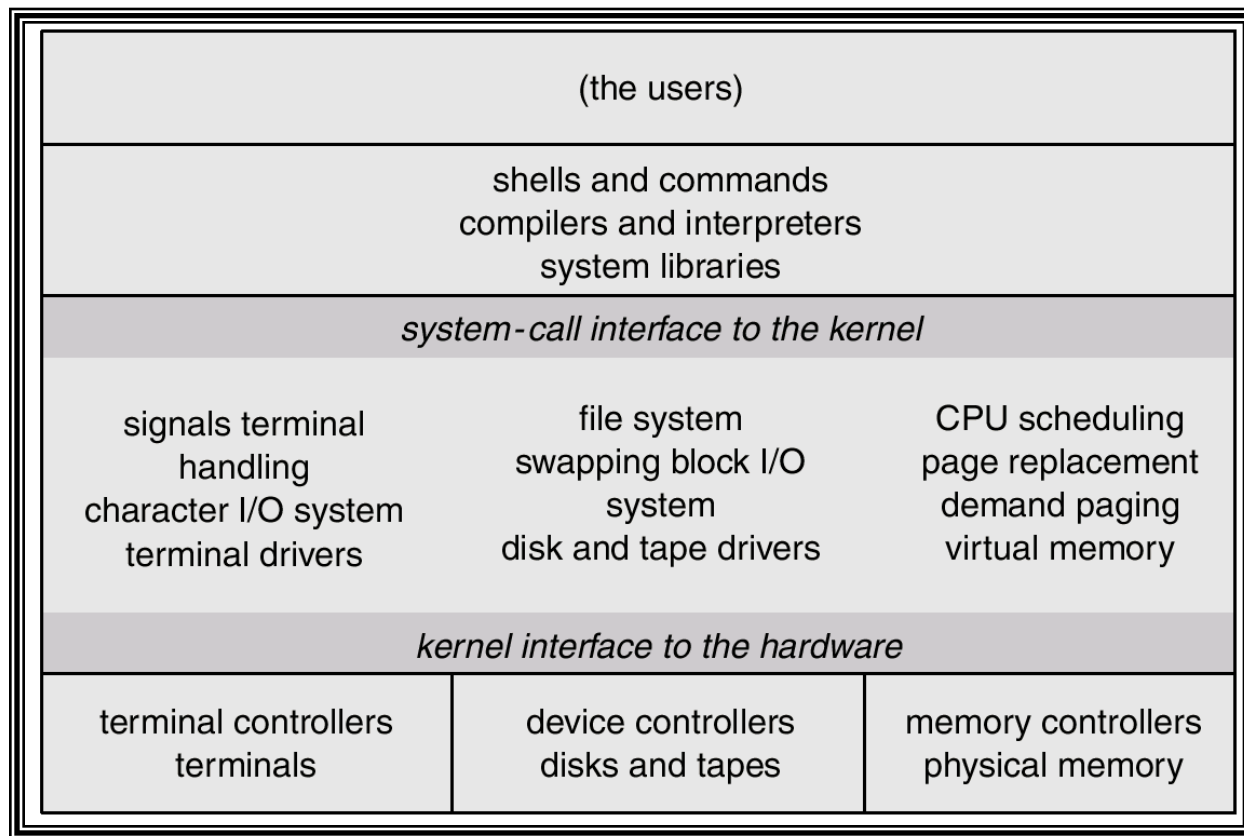 (the users)
shells and commands
compilers and interpreters
system libraries
system-call interface to the kernel
signals terminal
handling
character I/O system
terminal drivers
file system
swapping block I/O
system
disk and tape drivers
CPU scheduling
page replacement
demand paging
virtual memory
kernel interface to the hardware
terminal controllers
terminals
device controllers
disks and tapes
memory controllers
physical memory